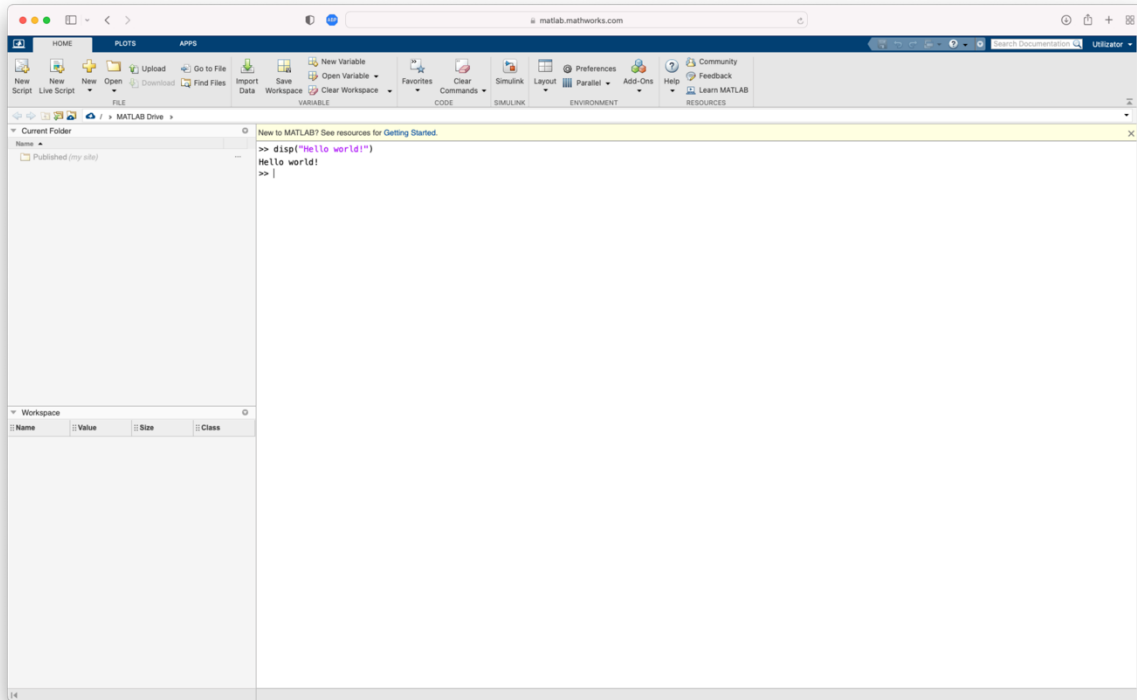 matlab.mathworks.com
HOME PLOTS APPS
Search Documentation Utilizator
New Script
New Live Script
New
Open
Upload
Download
Go to File
Find Files
FILE
Import Data
Save Workspace
New Variable
Open Variable
Clear Workspace
VARIABLE
Favorites
Clear Commands
CODE
Simulink
SIMULINK
Layout
Preferences
Parallel
Add-Ons
ENVIRONMENT
Help
Community
Feedback
Learn MATLAB
RESOURCES
/ MATLAB Drive
Current Folder
Name
Published (my site)
New to MATLAB? See resources for Getting Started.
>> disp("Hello world!")
Hello world!
>>
Workspace
Name Value Size Class